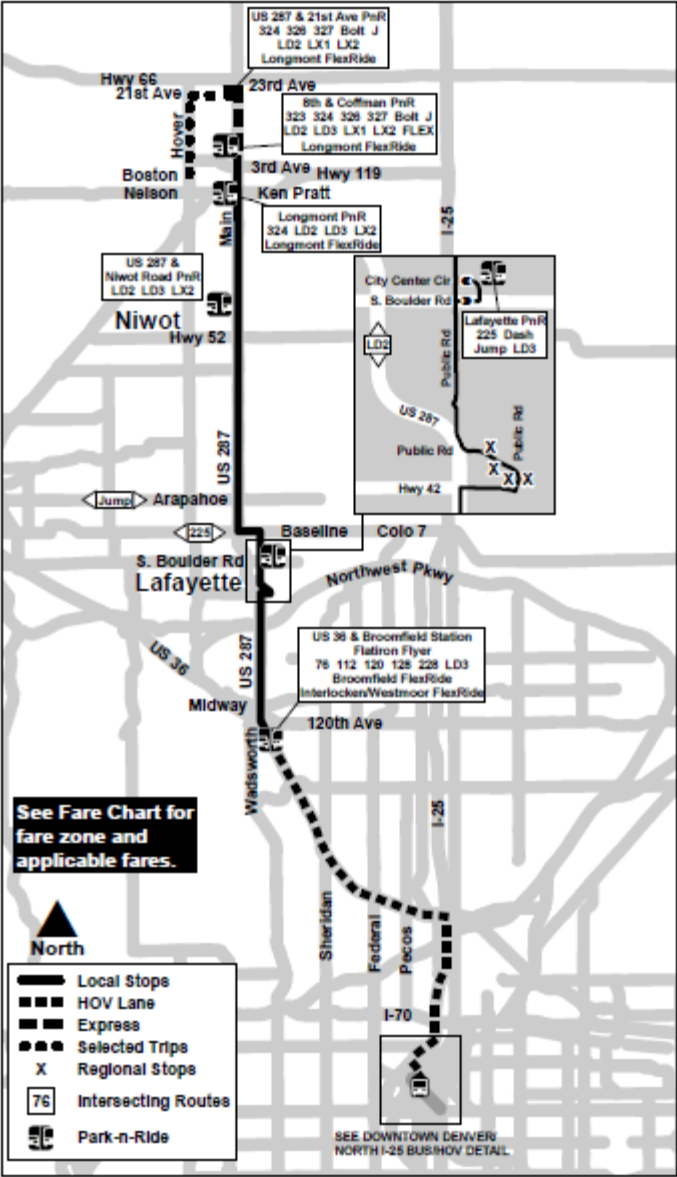 US 287 & 21st Ave PnR
324 326 327 Bolt J
LD2 LX1 LX2
Longmont FlexRide
Hwy 66
21st Ave
23rd Ave
8th & Coffman PnR
323 324 326 327 Bolt J
LD2 LD3 LX1 LX2 FLEX
Longmont FlexRide
Hover
Boston
3rd Ave
Hwy 119
Nelson
Ken Pratt
Main
Longmont PnR
324 LD2 LD3 LX2
Longmont FlexRide
I-25
US 287 &
Niwot Road PnR
LD2 LD3 LX2
Niwot
Hwy 52
City Center Cir
S. Boulder Rd
Lafayette PnR
225 Dash
Jump LD3
LD2
Public Rd
US 287
Public Rd
Public Rd
X
X
X X
Hwy 42
US 287
Jump
Arapahoe
225
Baseline
Colo 7
S. Boulder Rd
Lafayette
Northwest Pkwy
US 36
US 287
US 36 & Broomfield Station
Flatiron Flyer
76 112 120 128 228 LD3
Broomfield FlexRide
Interlocken/Westmoor FlexRide
Midway
120th Ave
Wadsworth
I-25
See Fare Chart for
fare zone and
applicable fares.
North
Sheridan
Federal
Pecos
I-70
Local Stops
HOV Lane
Express
Selected Trips
X Regional Stops
76 Intersecting Routes
Park-n-Ride
SEE DOWNTOWN DENVER/
NORTH I-25 BUS/HOV DETAIL